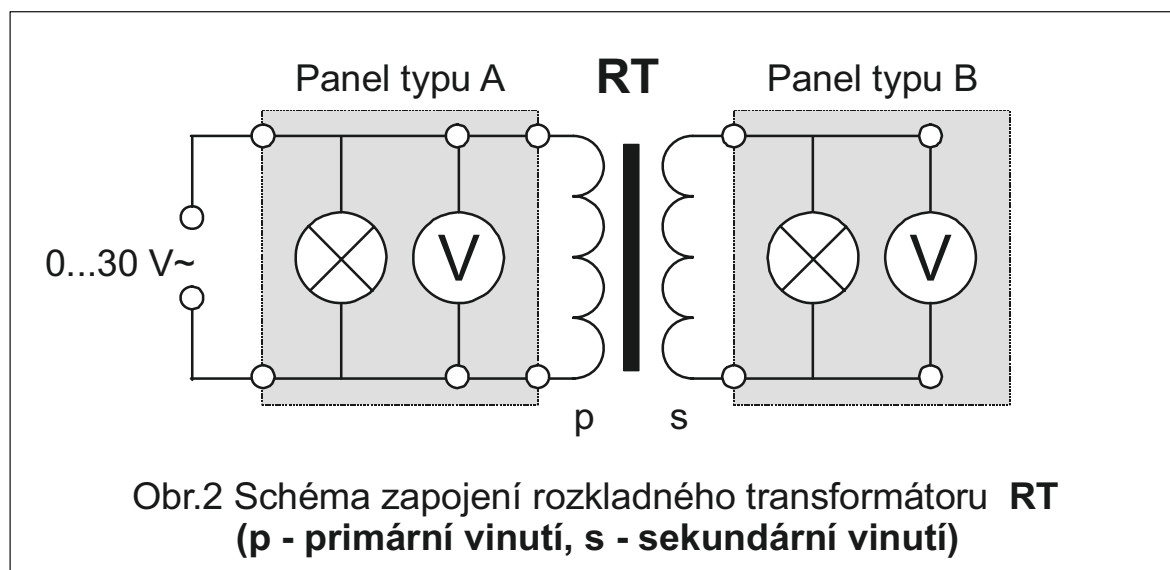 Panel typu A
RT
Panel typu B
0...30 V~
V
V
p
s
Obr.2 Schéma zapojení rozkladného transformátoru RT
(p - primární vinutí, s - sekundární vinutí)